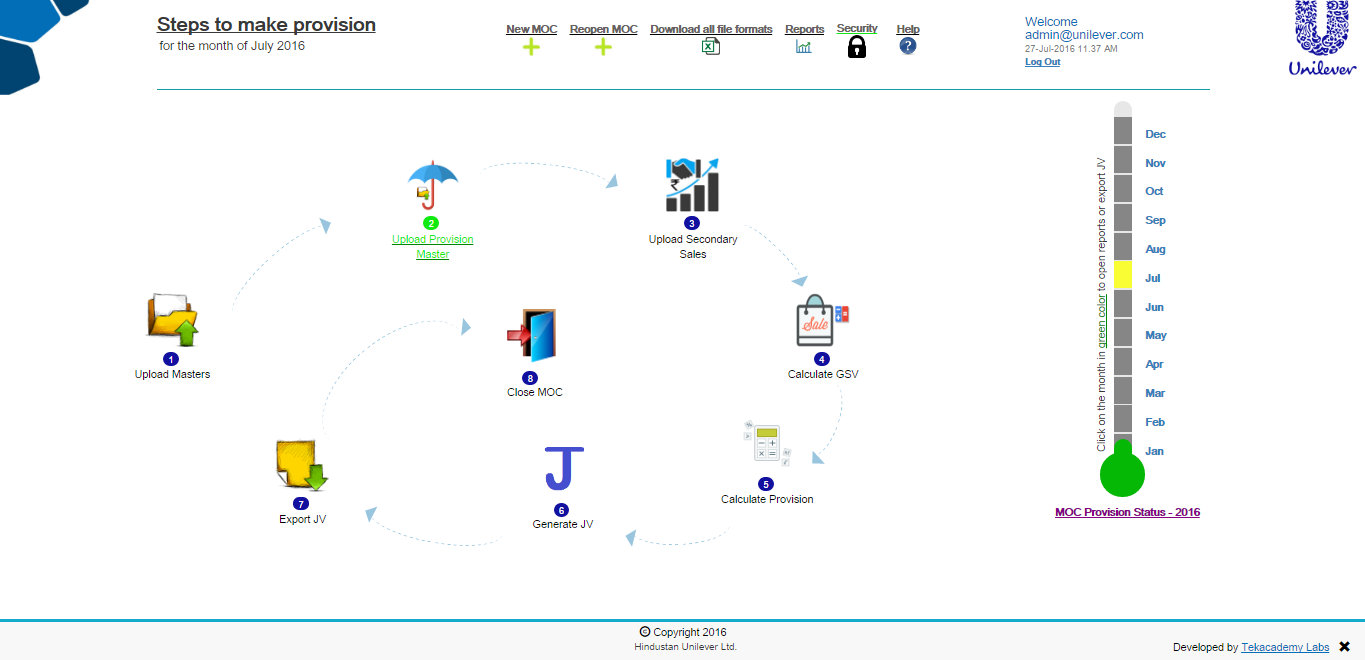 Steps to make provision
for the month of July 2016
New MOC
Reopen MOC
Download all file formats
Reports
Security
Help
?
Welcome
admin@unilever.com
27-Jul-2016 11.37 AM
Log Out
Unilever
2
Upload Provision
Master
3
Upload Secondary
Sales
1
Upload Masters
8
Close MOC
Sale
4
Calculate GSV
7
Export JV
J
6
Generate JV
5
Calculate Provision
Click on the month in green color to open reports or export JV
Dec
Nov
Oct
Sep
Aug
Jul
Jun
May
Apr
Mar
Feb
Jan
MOC Provision Status - 2016
© Copyright 2016
Hindustan Unilever Ltd.
Developed by Tekacademy Labs